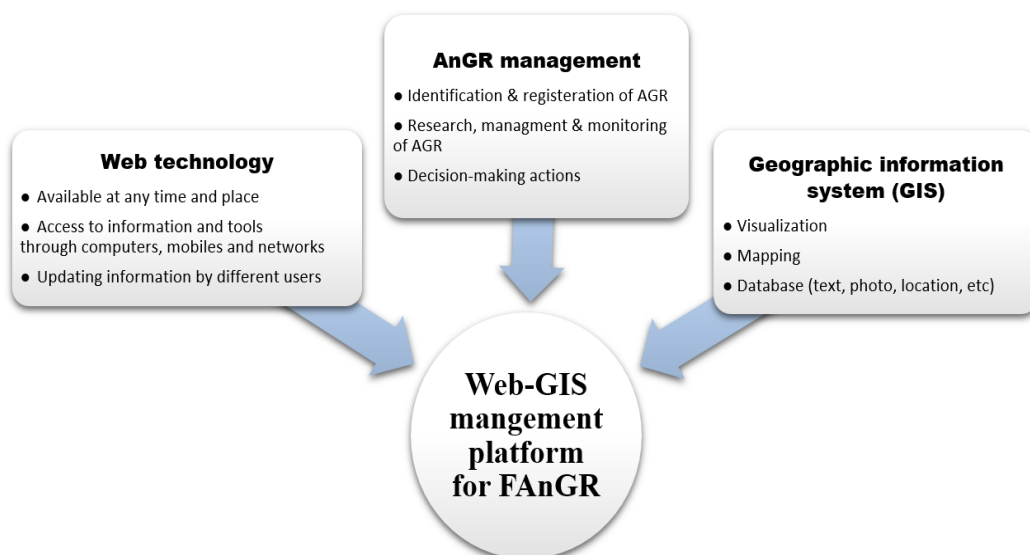 AnGR management
● Identification & registeration of AGR
● Research, managment & monitoring
of AGR
● Decision-making actions
Web technology
● Available at any time and place
● Access to information and tools
through computers, mobiles and networks
● Updating information by different users
Geographic information
system (GIS)
● Visualization
● Mapping
● Database (text, photo, location, etc)
Web-GIS
mangement
platform
for FAnGR